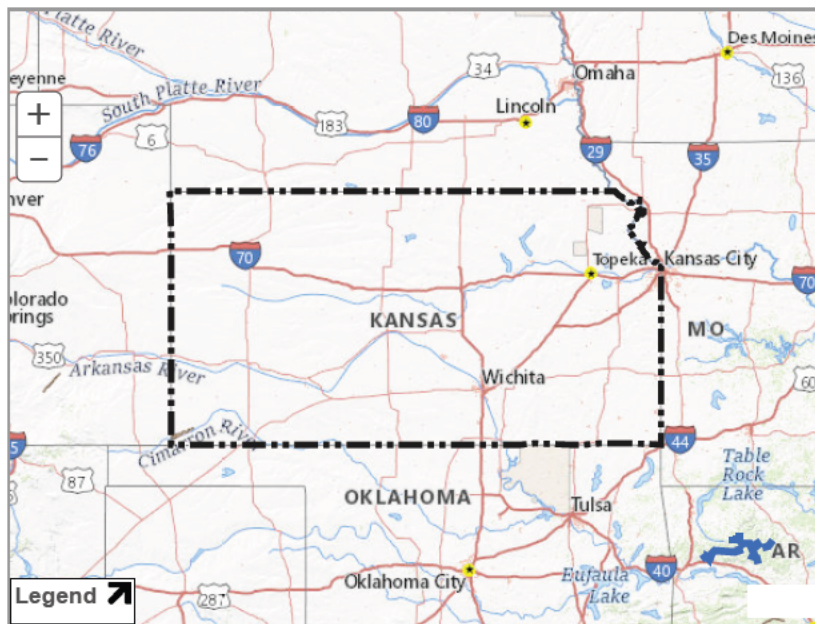 Platte River
34
Des Moines
136
eyenne
Omaha
South Platte River
Lincoln
+
−
183
80
6
76
29
35
nver
70
Topeka
Kansas City
70
olorado
prings
KANSAS
MO
350
Arkansas River
Wichita
60
Cimarron River
44
5
87
Table
Rock
Lake
OKLAHOMA
Tulsa
AR
Oklahoma City
Eufaula
Lake
40
Legend
287